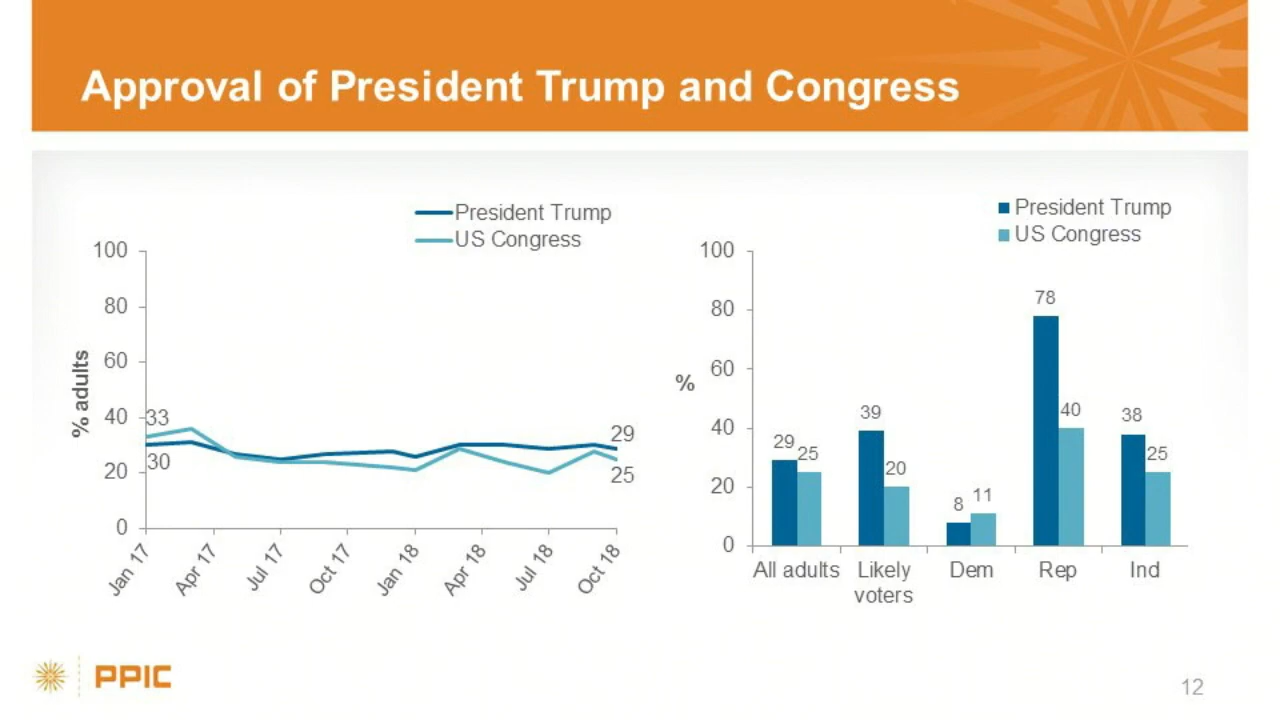 Approval of President Trump and Congress
President Trump
US Congress
100
80
60
40
20
0
% adults
33
30
29
25
Jan 17
Apr 17
Jul 17
Oct 17
Jan 18
Apr 18
Jul 18
Oct 18
President Trump
US Congress
100
80
60
40
20
0
%
29
25
39
20
8
11
78
40
38
25
All adults
Likely
voters
Dem
Rep
Ind
PPIC
12